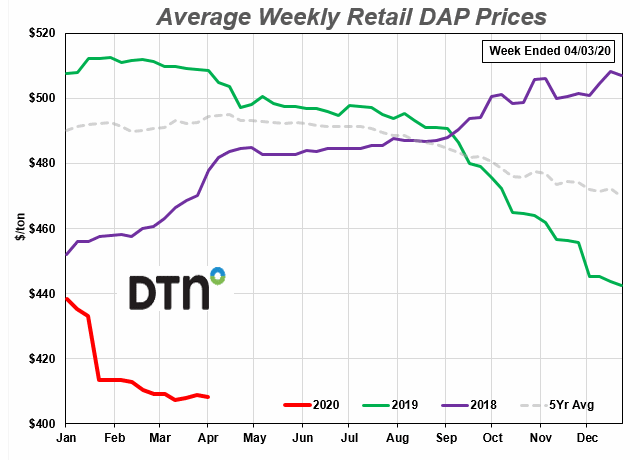 Average Weekly Retail DAP Prices
Week Ended 04/03/20
$520
$500
$480
$460
$440
$420
$400
$/ton
DTN
2020 2019 2018 5Yr Avg
Jan Feb Mar Apr May Jun Jul Aug Sep Oct Nov Dec